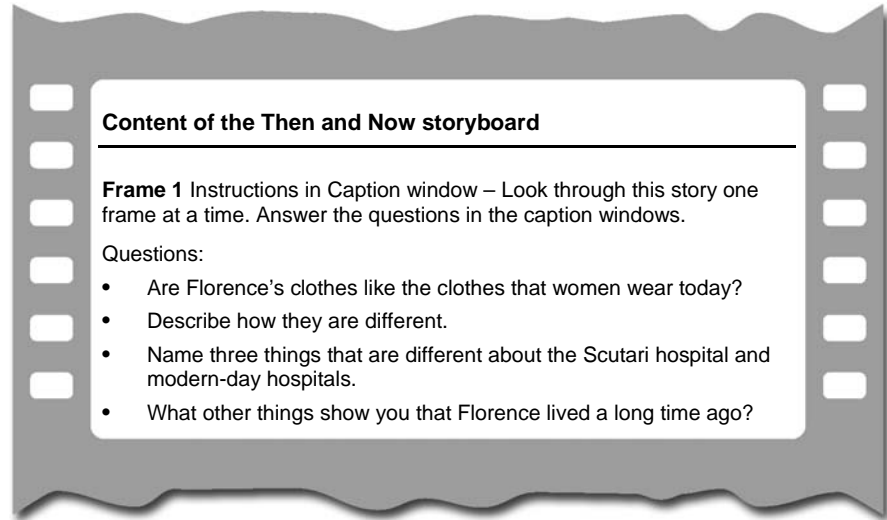 Content of the Then and Now storyboard
Frame 1 Instructions in Caption window – Look through this story one
frame at a time. Answer the questions in the caption windows.
Questions:
• Are Florence’s clothes like the clothes that women wear today?
• Describe how they are different.
• Name three things that are different about the Scutari hospital and
modern-day hospitals.
• What other things show you that Florence lived a long time ago?